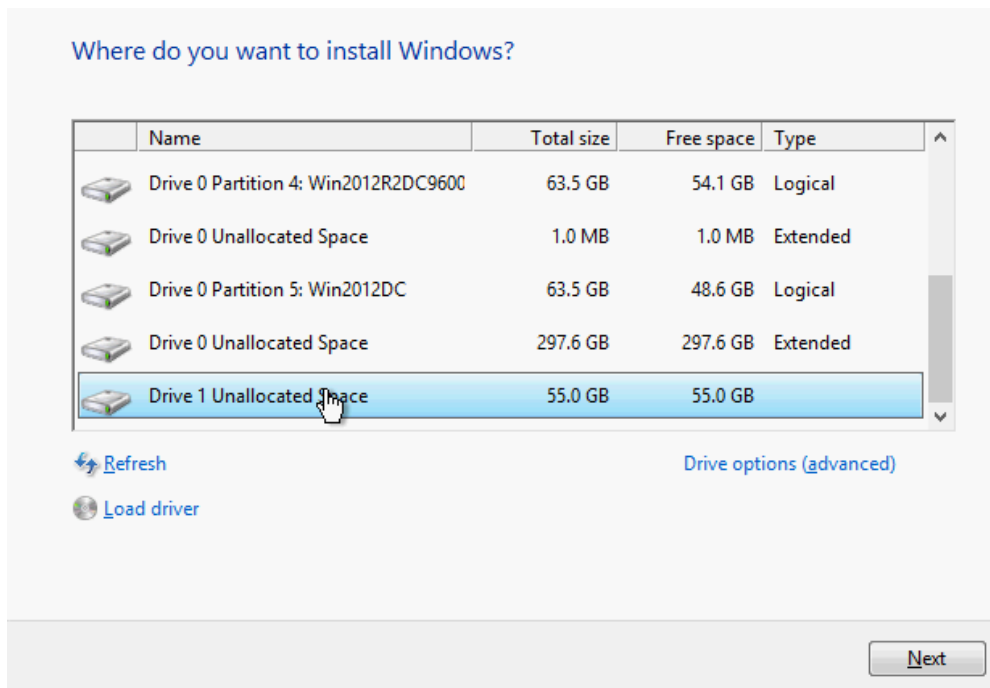 Where do you want to install Windows?
Name Total size Free space Type
Drive 0 Partition 4: Win2012R2DC9600 63.5 GB 54.1 GB Logical
Drive 0 Unallocated Space 1.0 MB 1.0 MB Extended
Drive 0 Partition 5: Win2012DC 63.5 GB 48.6 GB Logical
Drive 0 Unallocated Space 297.6 GB 297.6 GB Extended
Drive 1 Unallocated Space 55.0 GB 55.0 GB
Refresh Drive options (advanced)
Load driver
Next